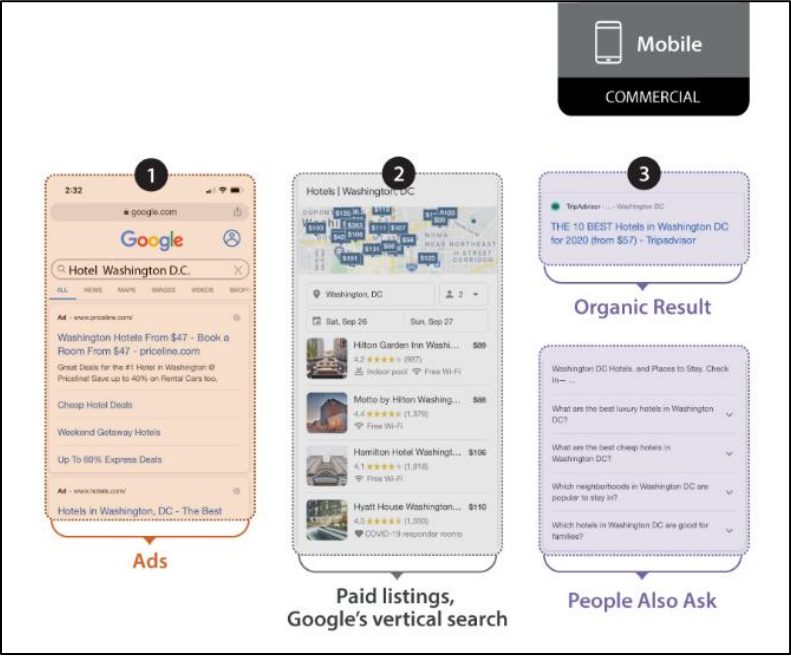 Mobile
COMMERCIAL
1
2:32
google.com
Google
Hotel Washington D.C.
ALL NEWS MAPS IMAGES VIDEOS SHOPP
Ad · www.priceline.com/
Washington Hotels From $47 - Book a
Room From $47 - priceline.com
Great Deals for the #1 Hotel in Washington @
Priceline! Save up to 40% on Rental Cars too.
Cheap Hotel Deals
Weekend Getaway Hotels
Up To 60% Express Deals
Ad · www.hotels.com/
Hotels in Washington, DC - The Best
Ads
2
Hotels | Washington, DC
NOMA
NEAR NORTHEAST
H STREET
CORRIDOR
Washington, DC
2
Sat, Sep 26 Sun, Sep 27
Hilton Garden Inn Washi... $89
4.2 (987)
Indoor pool Free Wi-Fi
Motto by Hilton Washing... $88
4.4 (1,379)
Free Wi-Fi
Hamilton Hotel Washingt... $106
4.1 (1,818)
Free Wi-Fi
Hyatt House Washington... $110
COVID-19 responder rooms
Paid listings,
Google's vertical search
3
TripAdvisor › ... › Washington DC
THE 10 BEST Hotels in Washington DC
for 2020 (from $57) - Tripadvisor
Organic Result
Washington DC Hotels, and Places to Stay, Check
In— ...
What are the best luxury hotels in Washington
DC?
What are the best cheap hotels in
Washington DC?
Which neighborhoods in Washington DC are
popular to stay in?
Which hotels in Washington DC are good for
families?
People Also Ask